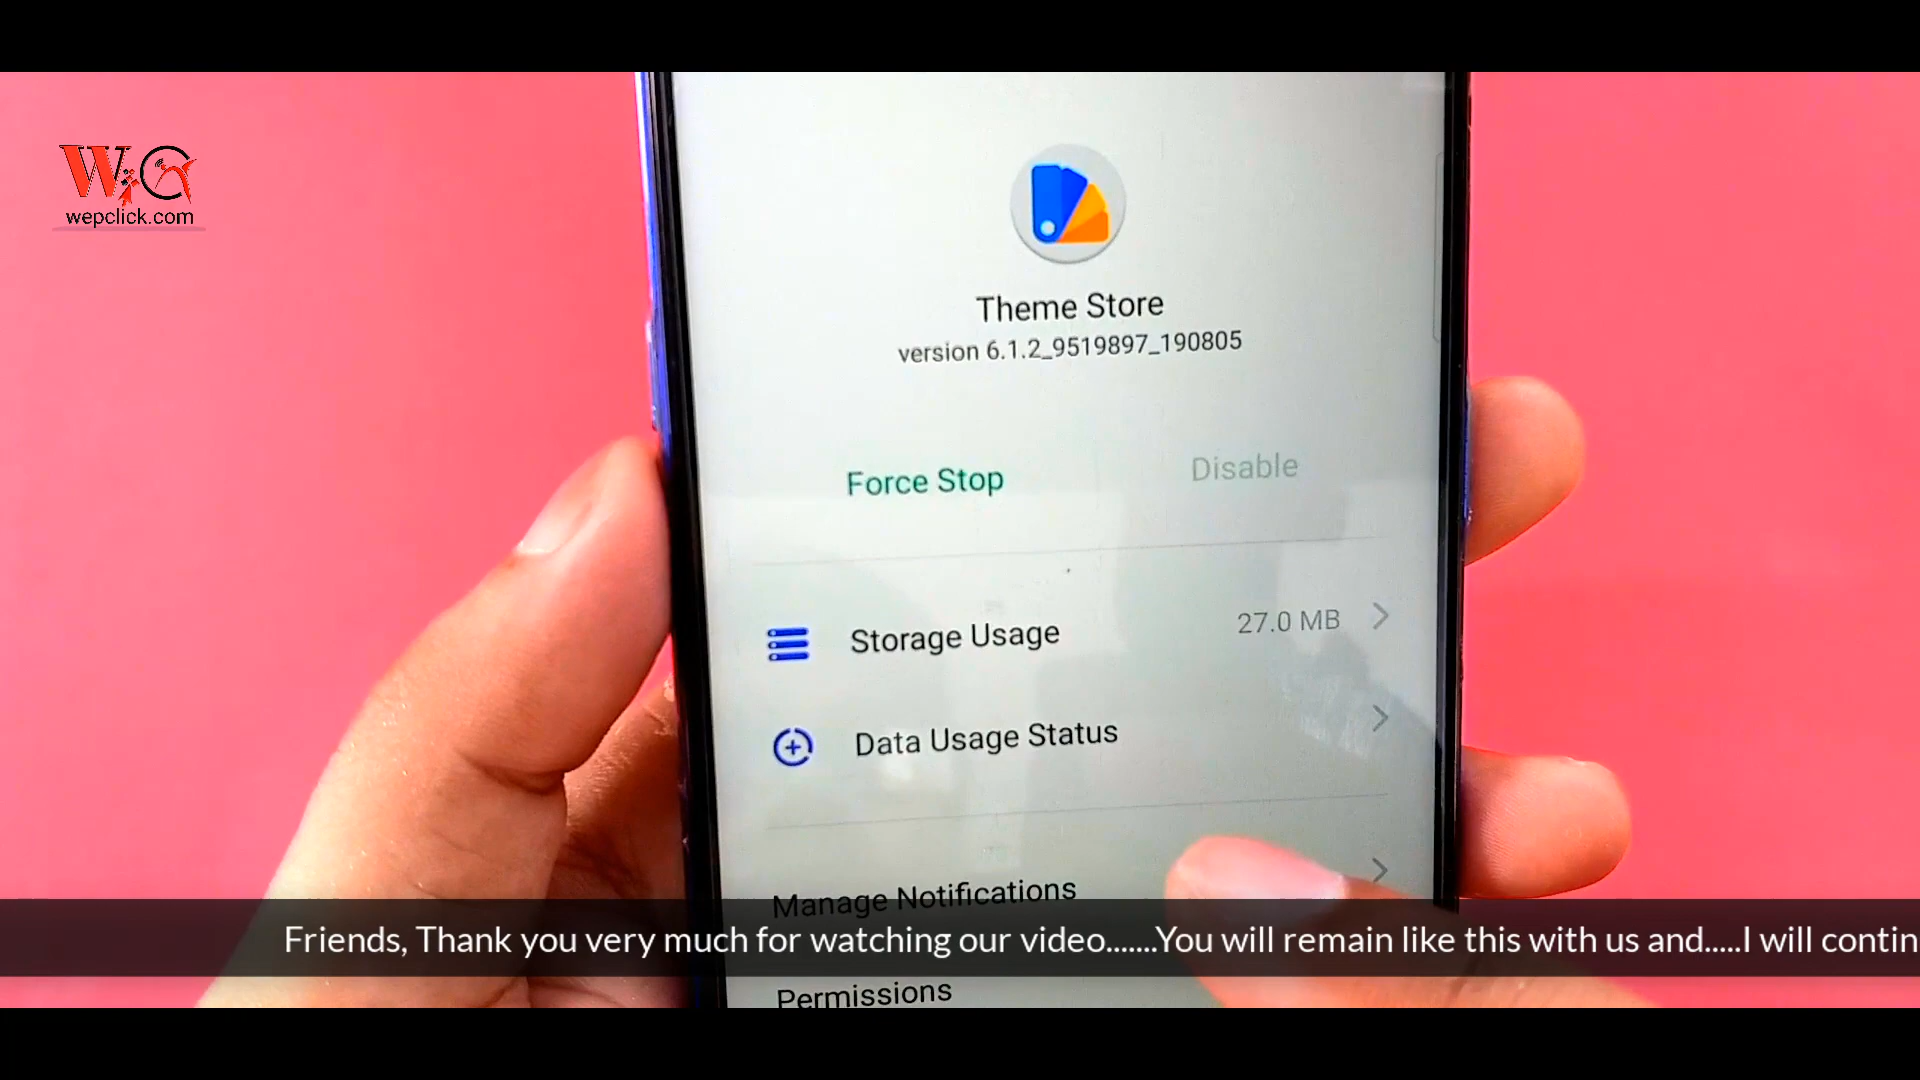 WC
wepclick.com
Theme Store
version 6.1.2_9519897_190805
Force Stop
Disable
Storage Usage
27.0 MB
Data Usage Status
Manage Notifications
Friends, Thank you very much for watching our video.......You will remain like this with us and.....I will contin
Permissions